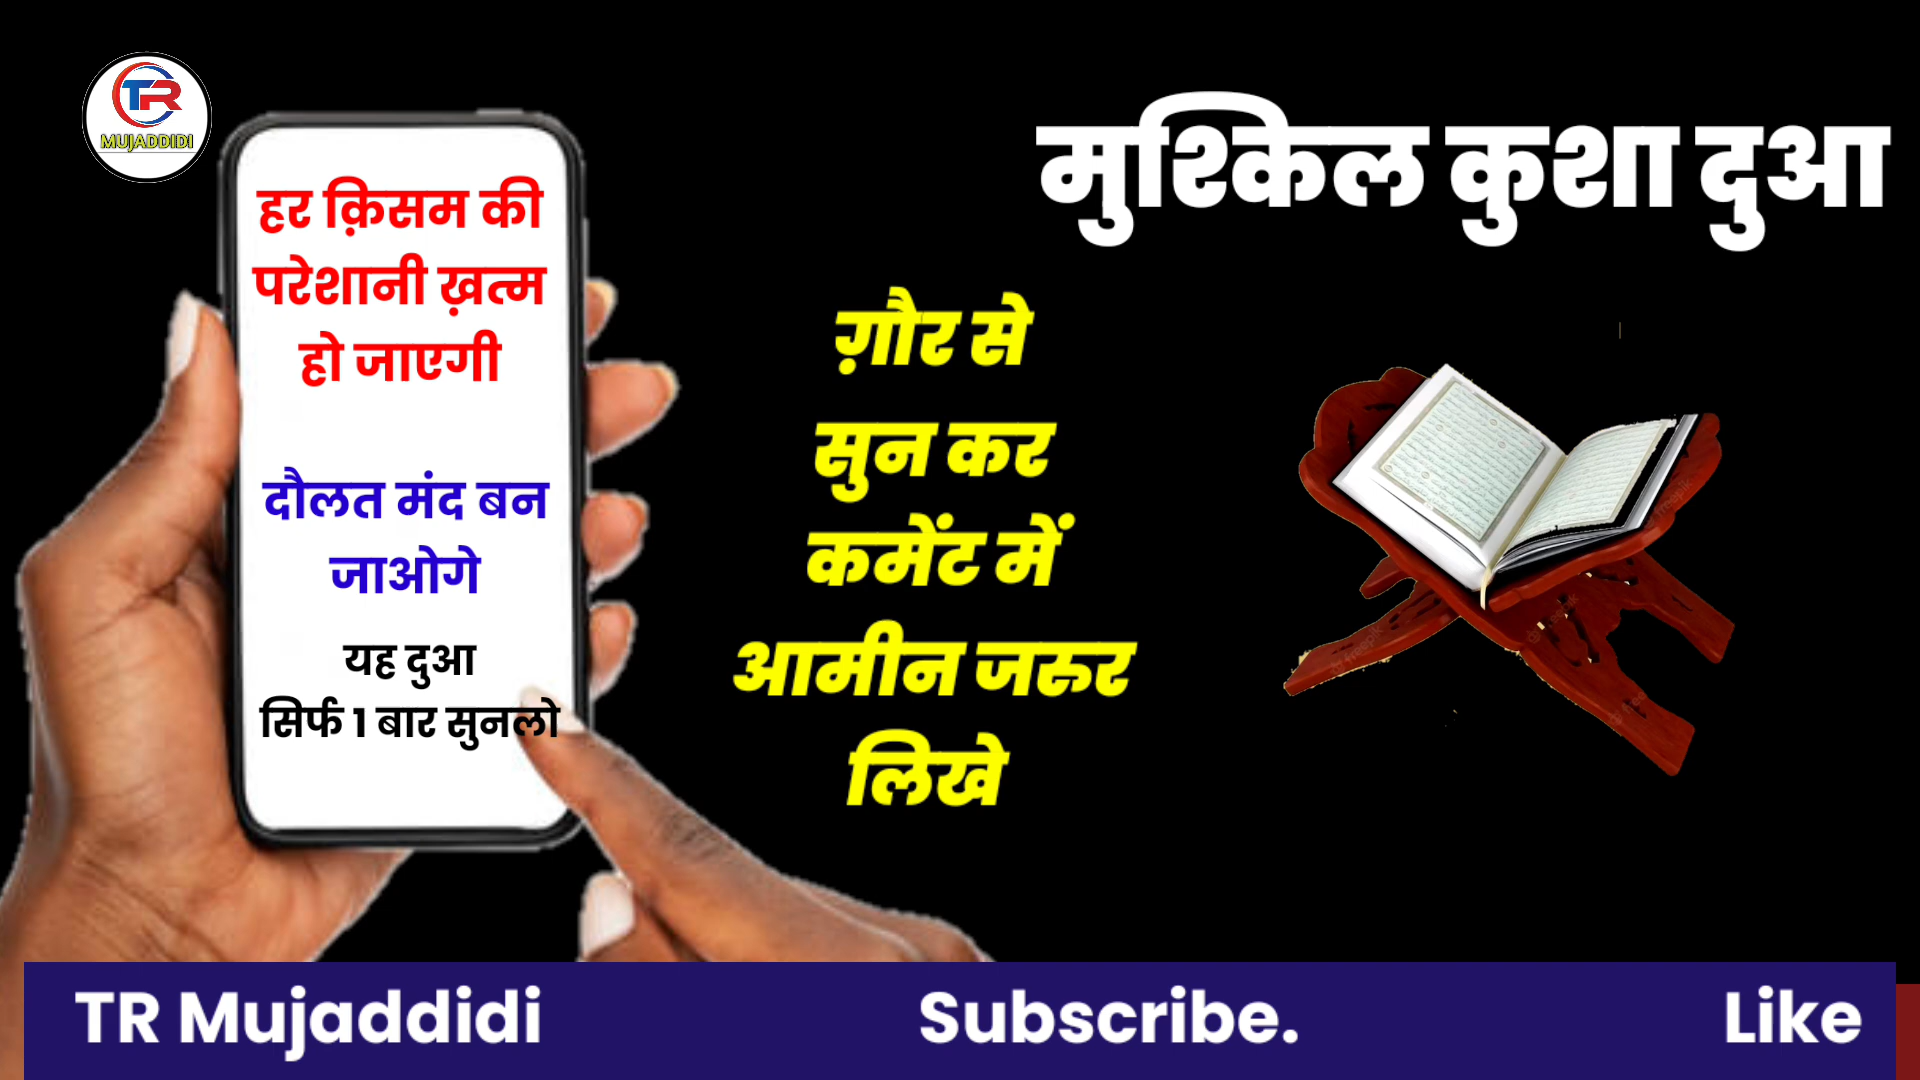 TR
MUJADDIDI
मुश्किल कुशा दुआ
हर क़िसम की
परेशानी ख़त्म
हो जाएगी
दौलत मंद बन
जाओगे
यह दुआ
सिर्फ 1 बार सुनलो
ग़ौर से
सुन कर
कमेंट में
आमीन जरुर
लिखे
TR Mujaddidi
Subscribe.
Like